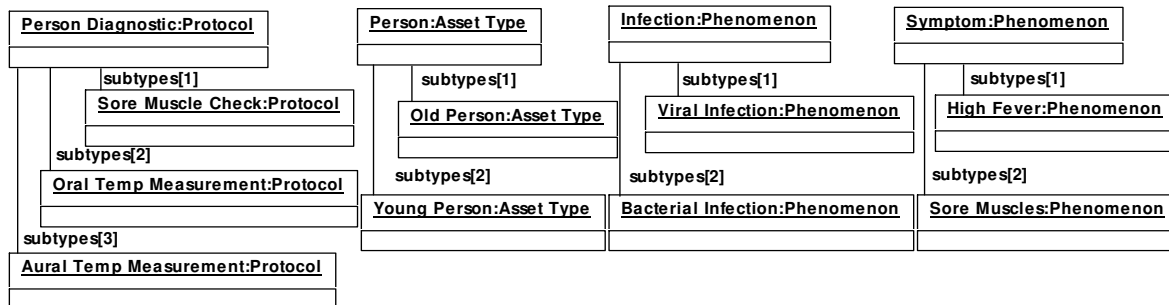 Person Diagnostic:Protocol
subtypes[1]
Sore Muscle Check:Protocol
subtypes[2]
Oral Temp Measurement:Protocol
subtypes[3]
Aural Temp Measurement:Protocol
Person:Asset Type
subtypes[1]
Old Person:Asset Type
subtypes[2]
Young Person:Asset Type
Infection:Phenomenon
subtypes[1]
Viral Infection:Phenomenon
subtypes[2]
Bacterial Infection:Phenomenon
Symptom:Phenomenon
subtypes[1]
High Fever:Phenomenon
subtypes[2]
Sore Muscles:Phenomenon